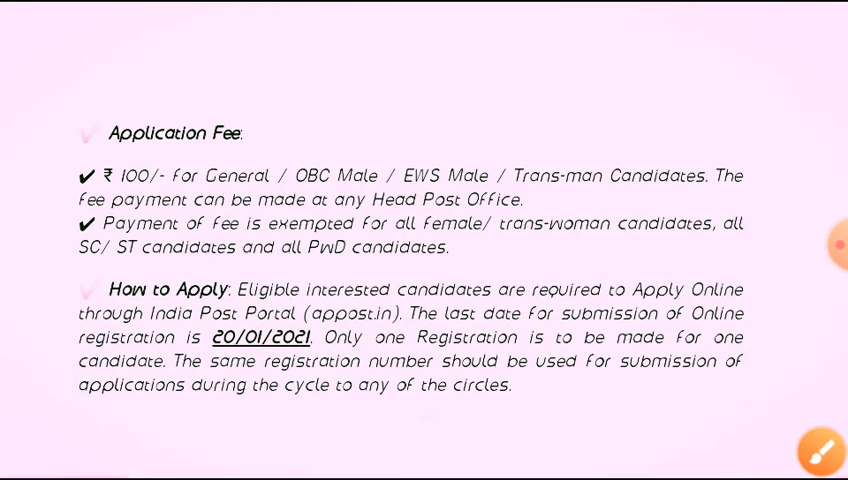 ✓ Application Fee:
✔ ₹ 100/- for General / OBC Male / EWS Male / Trans-man Candidates. The
fee payment can be made at any Head Post Office.
✔ Payment of fee is exempted for all female/ trans-woman candidates, all
SC/ ST candidates and all PwD candidates.
✓ How to Apply: Eligible interested candidates are required to Apply Online
through India Post Portal (appost.in). The last date for submission of Online
registration is 20/01/2021. Only one Registration is to be made for one
candidate. The same registration number should be used for submission of
applications during the cycle to any of the circles.